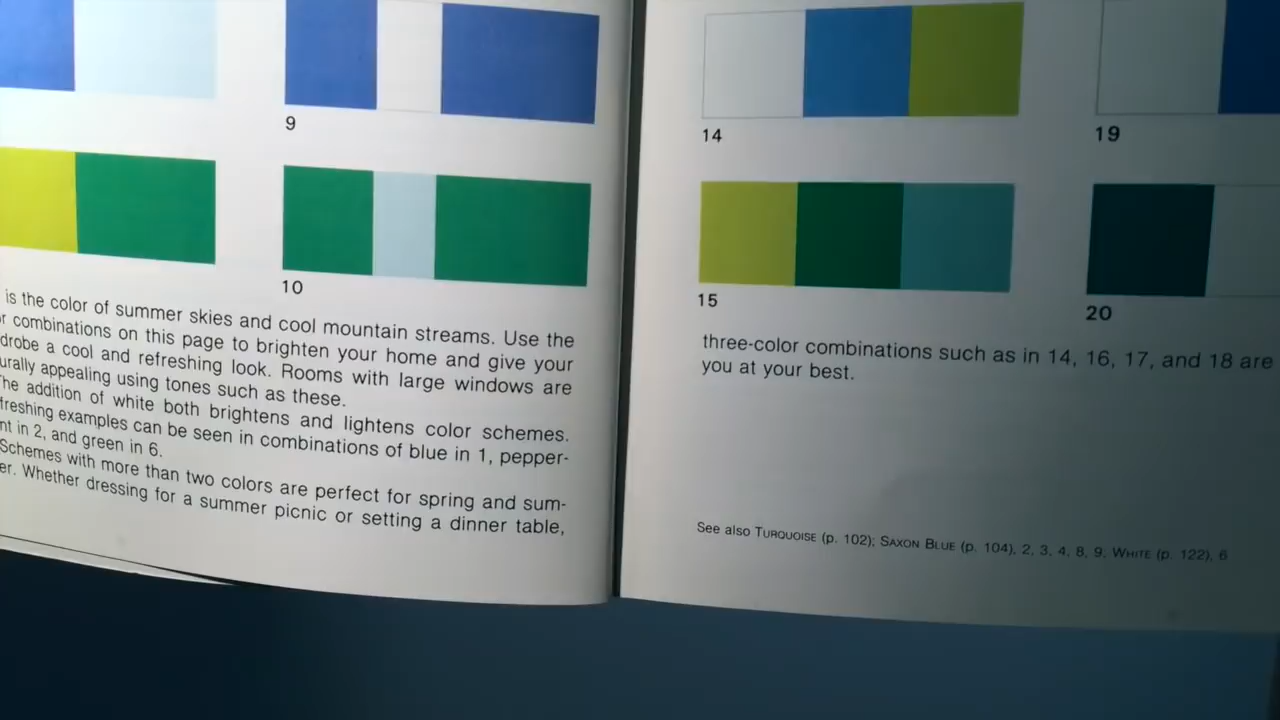 9
10
is the color of summer skies and cool mountain streams. Use the
combinations on this page to brighten your home and give your
a cool and refreshing look. Rooms with large windows are
appealing using tones such as these.
The addition of white both brightens and lightens color schemes.
examples can be seen in combinations of blue in 1, pepper-
in 2, and green in 6.
Schemes with more than two colors are perfect for spring and sum-
er. Whether dressing for a summer picnic or setting a dinner table,
14
19
15
20
three-color combinations such as in 14, 16, 17, and 18 are
you at your best.
See also TURQUOISE (p. 102); SAXON BLUE (p. 104), 2, 3, 4, 8, 9, WHITE (p. 122), 6